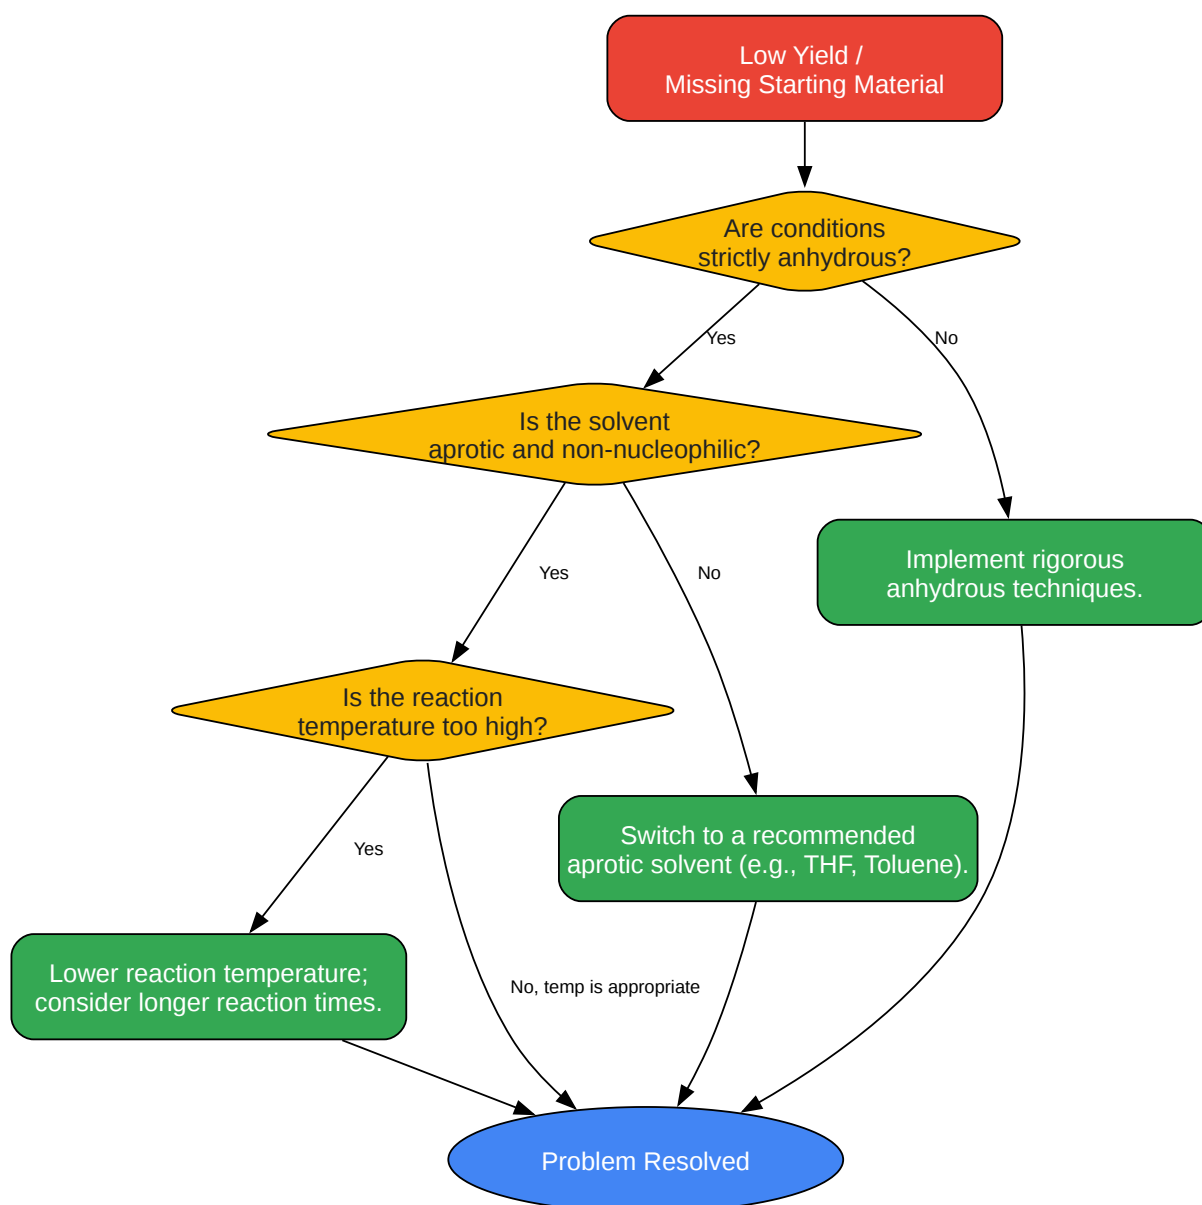 Low Yield /
Missing Starting Material
Are conditions
strictly anhydrous?
Yes
No
Is the solvent
aprotic and non-nucleophilic?
Yes
No
Implement rigorous
anhydrous techniques.
Is the reaction
temperature too high?
Yes
Switch to a recommended
aprotic solvent (e.g., THF, Toluene).
Lower reaction temperature;
consider longer reaction times.
No, temp is appropriate
Problem Resolved